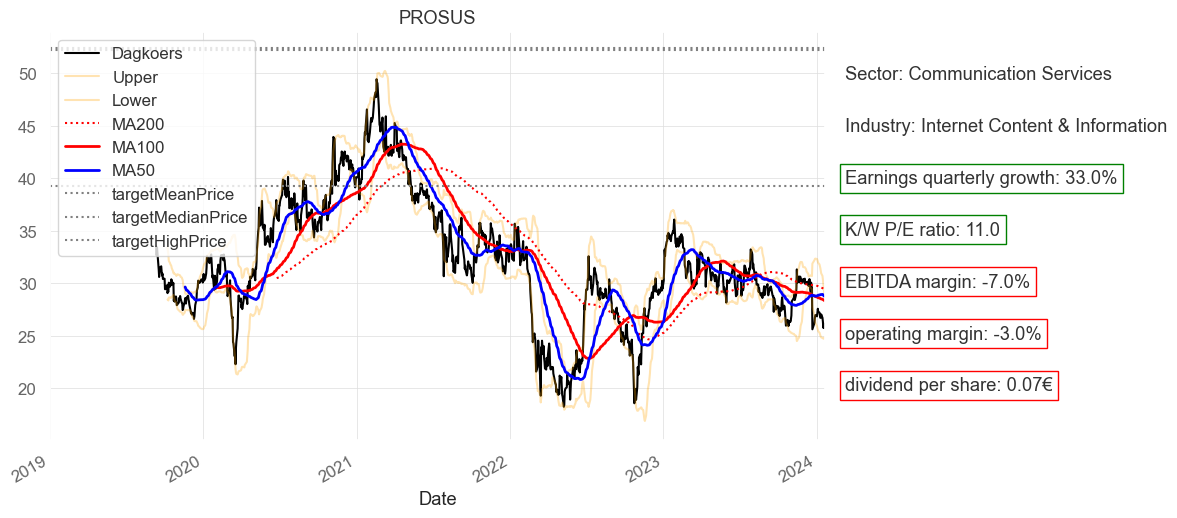 PROSUS
Dagkoers
Upper
Lower
MA200
MA100
MA50
targetMeanPrice
targetMedianPrice
targetHighPrice
50
45
40
35
30
25
20
2019
2020
2021
2022
2023
2024
Date
Sector: Communication Services
Industry: Internet Content & Information
Earnings quarterly growth: 33.0%
K/W P/E ratio: 11.0
EBITDA margin: -7.0%
operating margin: -3.0%
dividend per share: 0.07€